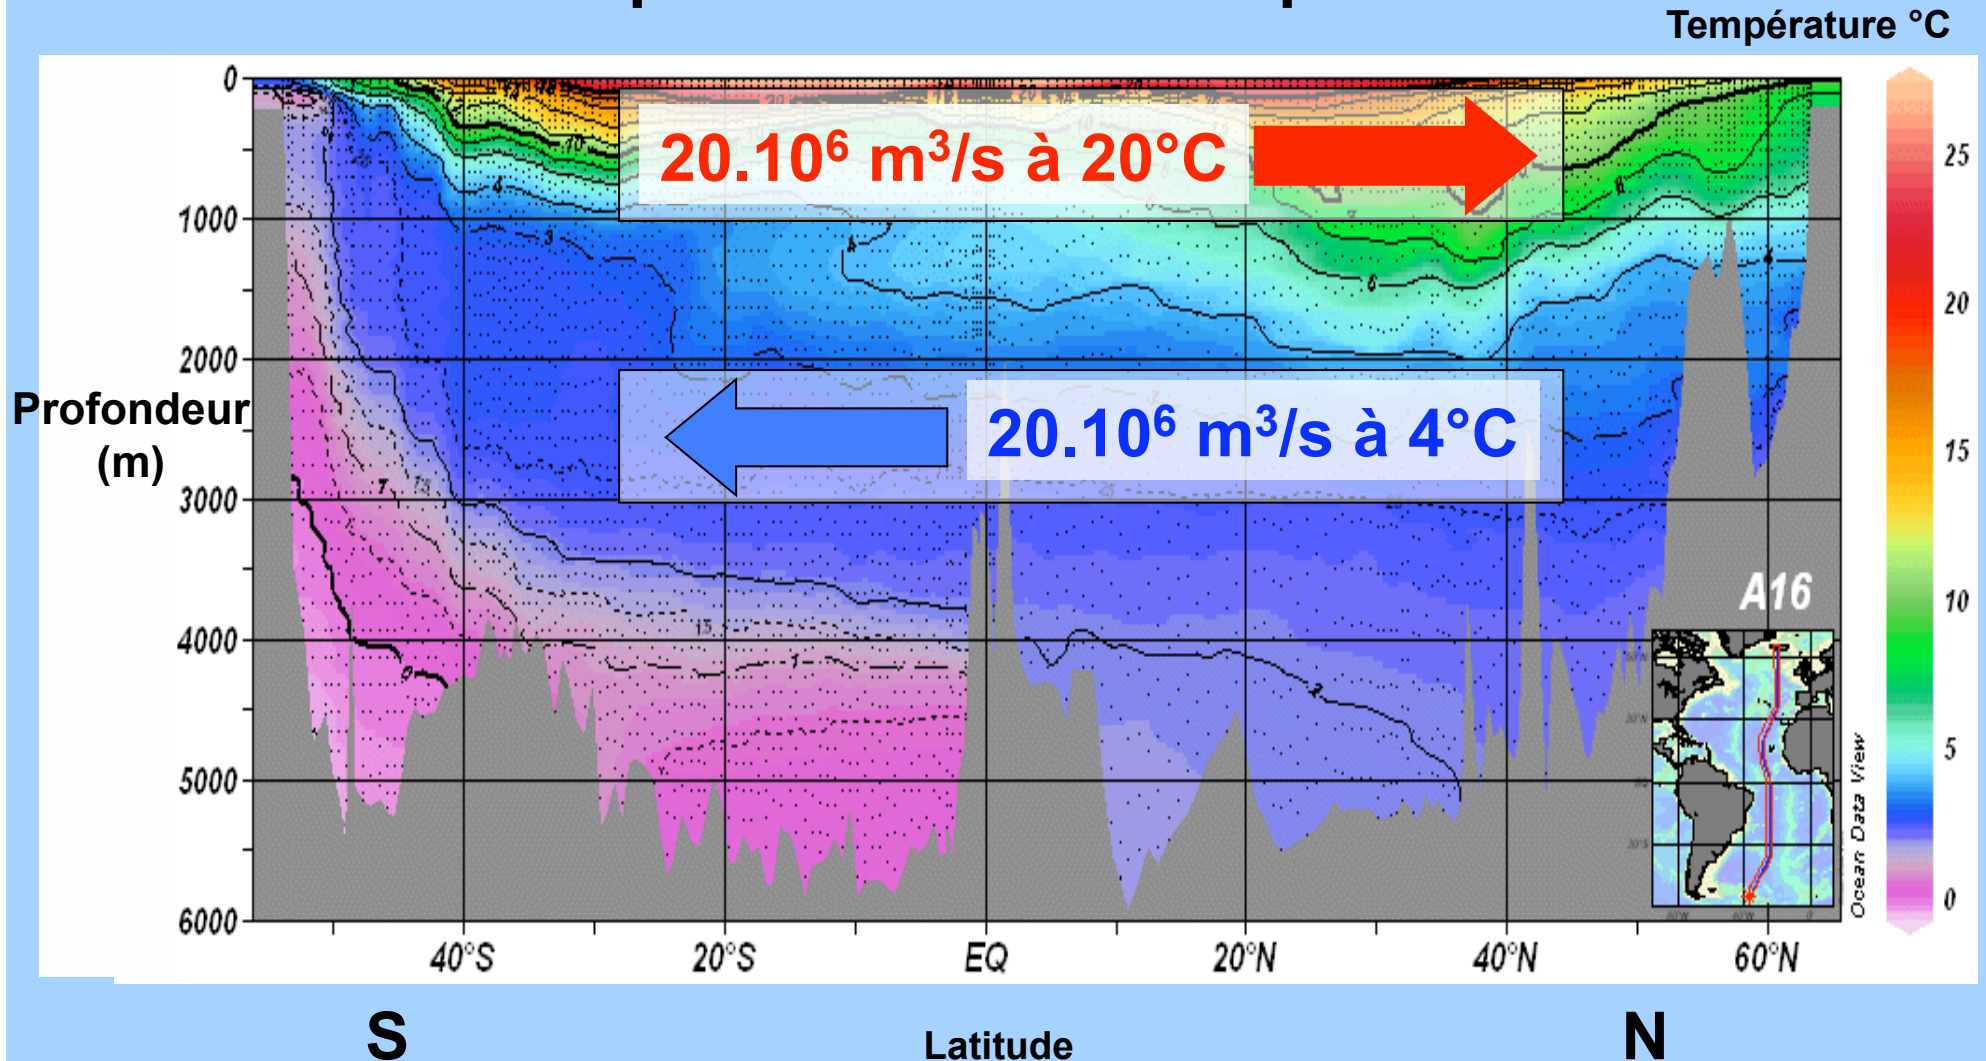 Température °C
0
1000
2000
3000
4000
5000
6000
Profondeur
(m)
20.10⁶ m³/s à 20°C
20.10⁶ m³/s à 4°C
25
20
15
10
5
0
A16
Ocean Data View
40°S
20°S
EQ
20°N
40°N
60°N
S
Latitude
N